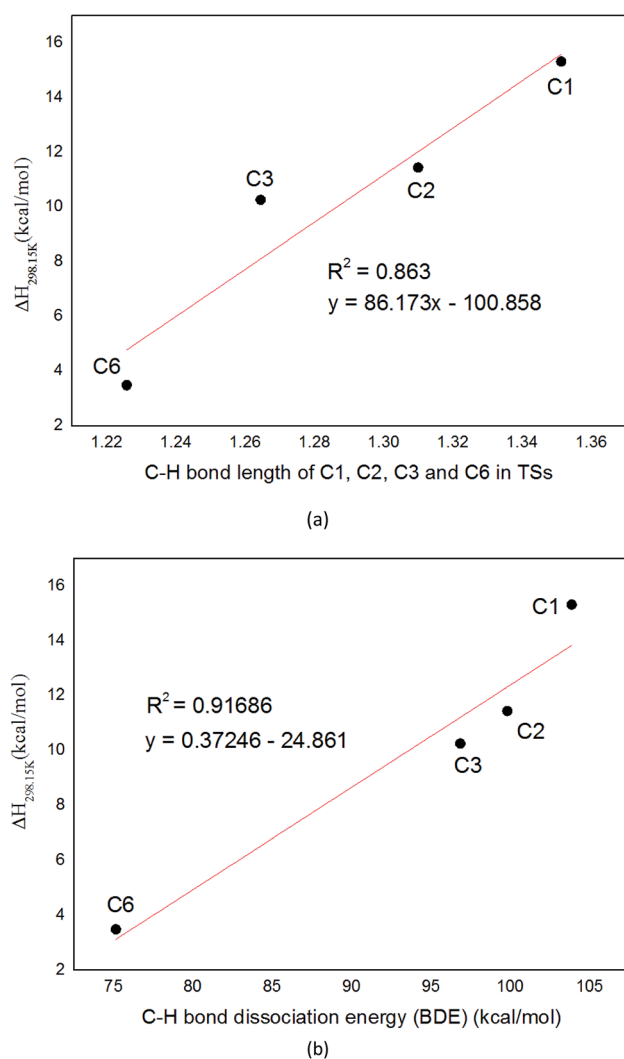 16
14
12
10
8
6
4
2
ΔH298.15K(kcal/mol)
C1
C2
C3
C6
R² = 0.863
y = 86.173x - 100.858
1.22 1.24 1.26 1.28 1.30 1.32 1.34 1.36
C-H bond length of C1, C2, C3 and C6 in TSs
(a)
16
14
12
10
8
6
4
2
ΔH298.15K(kcal/mol)
C1
C2
C3
C6
R² = 0.91686
y = 0.37246 - 24.861
75 80 85 90 95 100 105
C-H bond dissociation energy (BDE) (kcal/mol)
(b)